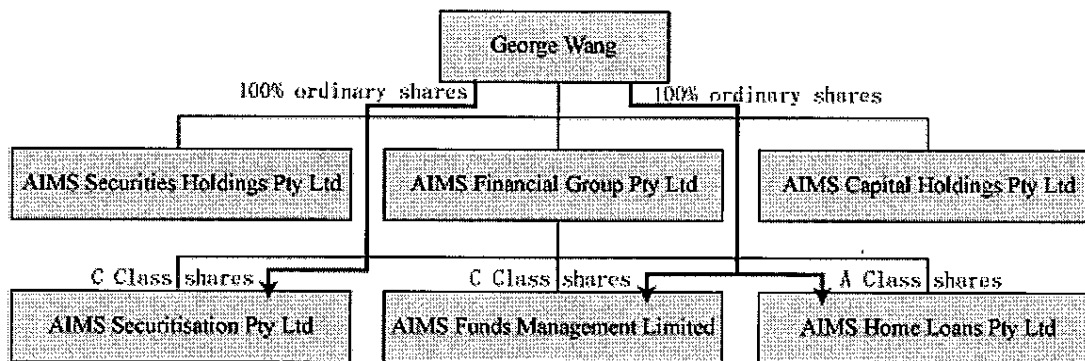 George Wang
100% ordinary shares
100% ordinary shares
AIMS Securities Holdings Pty Ltd
AIMS Financial Group Pty Ltd
AIMS Capital Holdings Pty Ltd
C Class shares
C Class shares
A Class shares
AIMS Securitisation Pty Ltd
AIMS Funds Management Limited
AIMS Home Loans Pty Ltd